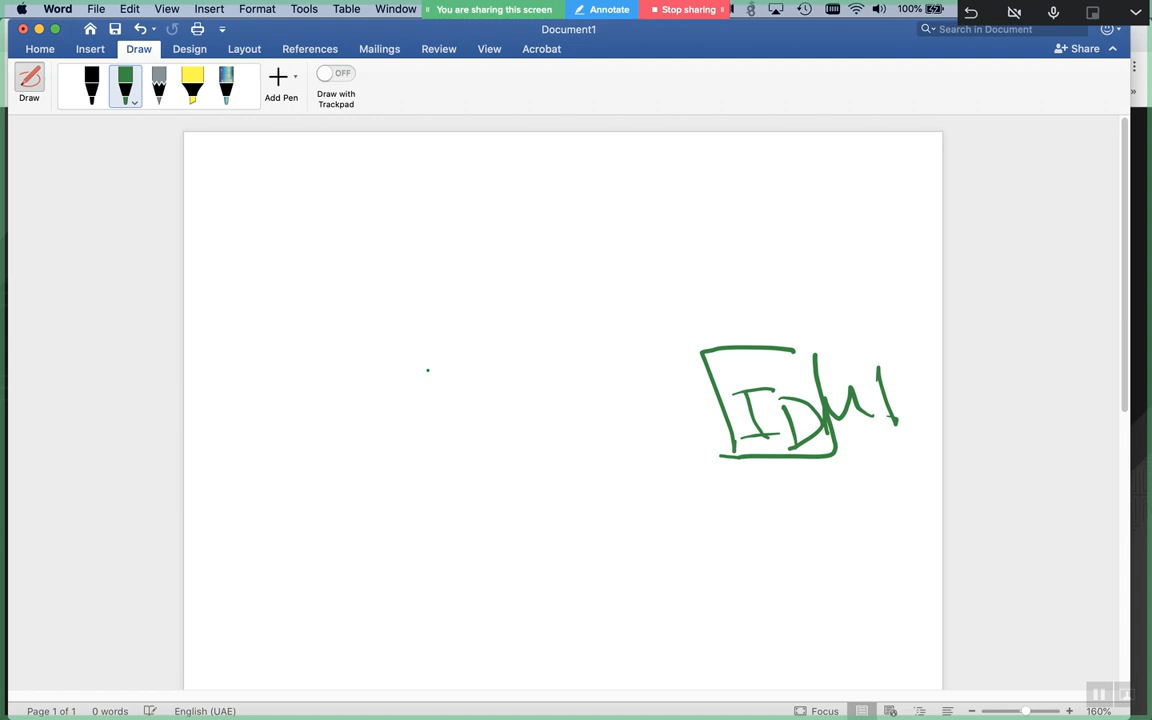 Word File Edit View Insert Format Tools Table Window You are sharing this screen Annotate Stop sharing 100%
Document1 Search in Document
Home Insert Draw Design Layout References Mailings Review View Acrobat Share
Draw Add Pen OFF Draw with Trackpad
Page 1 of 1 0 words English (UAE) Focus 160%